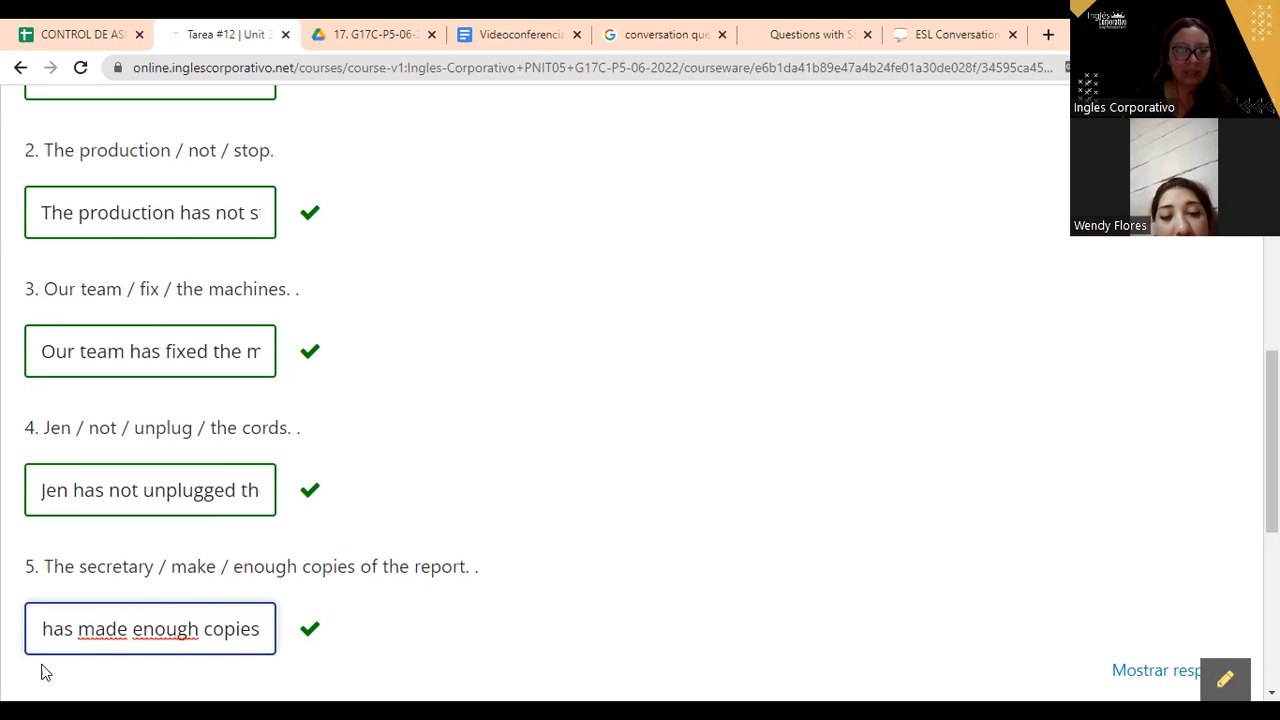 CONTROL DE AS
Tarea #12 | Unit 3
17. G17C-P5-09-
Videoconferencia
conversation que
Questions with S
ESL Conversation
online.inglescorporativo.net/courses/course-v1:Ingles-Corporativo+PNIT05+G17C-P5-06-2022/courseware/e6b1da41b89e47a4b24fe01a30de028f/34595ca45...
Inglés
Corporativo
Ingles Corporativo
Wendy Flores
2. The production / not / stop.
The production has not s
3. Our team / fix / the machines. .
Our team has fixed the m
4. Jen / not / unplug / the cords. .
Jen has not unplugged th
5. The secretary / make / enough copies of the report. .
has made enough copies
Mostrar resp